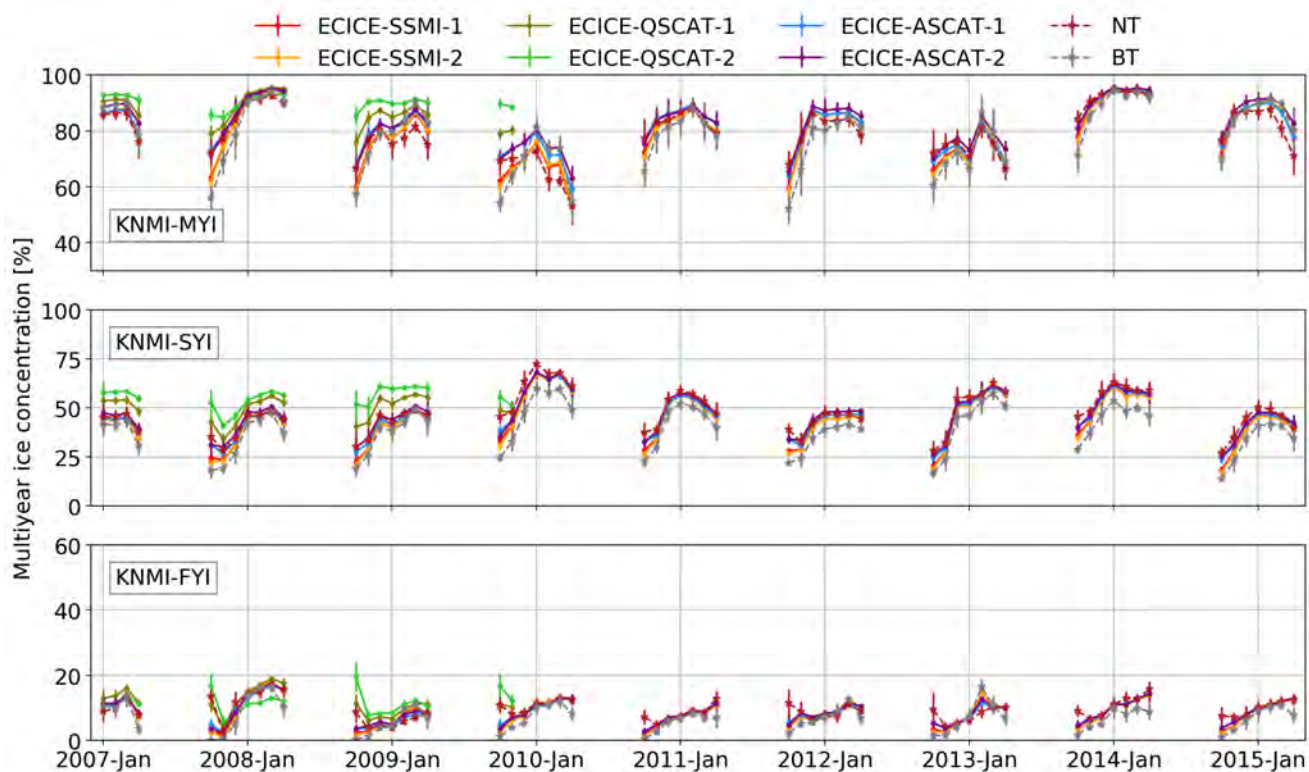 ECICE-SSMI-1 ECICE-QSCAT-1 ECICE-ASCAT-1 NT
ECICE-SSMI-2 ECICE-QSCAT-2 ECICE-ASCAT-2 BT
Multiyear ice concentration [%]
100
80
60
40
KNMI-MYI
100
75
50
25
0
KNMI-SYI
60
40
20
0
KNMI-FYI
2007-Jan 2008-Jan 2009-Jan 2010-Jan 2011-Jan 2012-Jan 2013-Jan 2014-Jan 2015-Jan